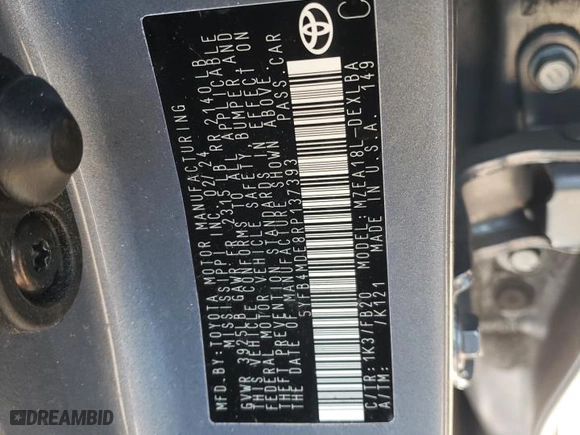 MFD. BY: TOYOTA MOTOR MANUFACTURING
MISSISSIPPI INC. 02/24
GVWR 3925LB GAWR FR 2315LB RR 2140LB
THIS VEHICLE CONFORMS TO ALL APPLICABLE
FEDERAL MOTOR VEHICLE SAFETY, BUMPER, AND
THEFT PREVENTION STANDARDS IN EFFECT ON
THE DATE OF MANUFACTURE SHOWN ABOVE.
5YFB4MDE8RP137393 PASS CAR
C/TR: 1K3/FB20 MODEL: MZEA18L-DEXLBA
A/TM: /K121 MADE IN U.S.A. 149
C
DREAMBID